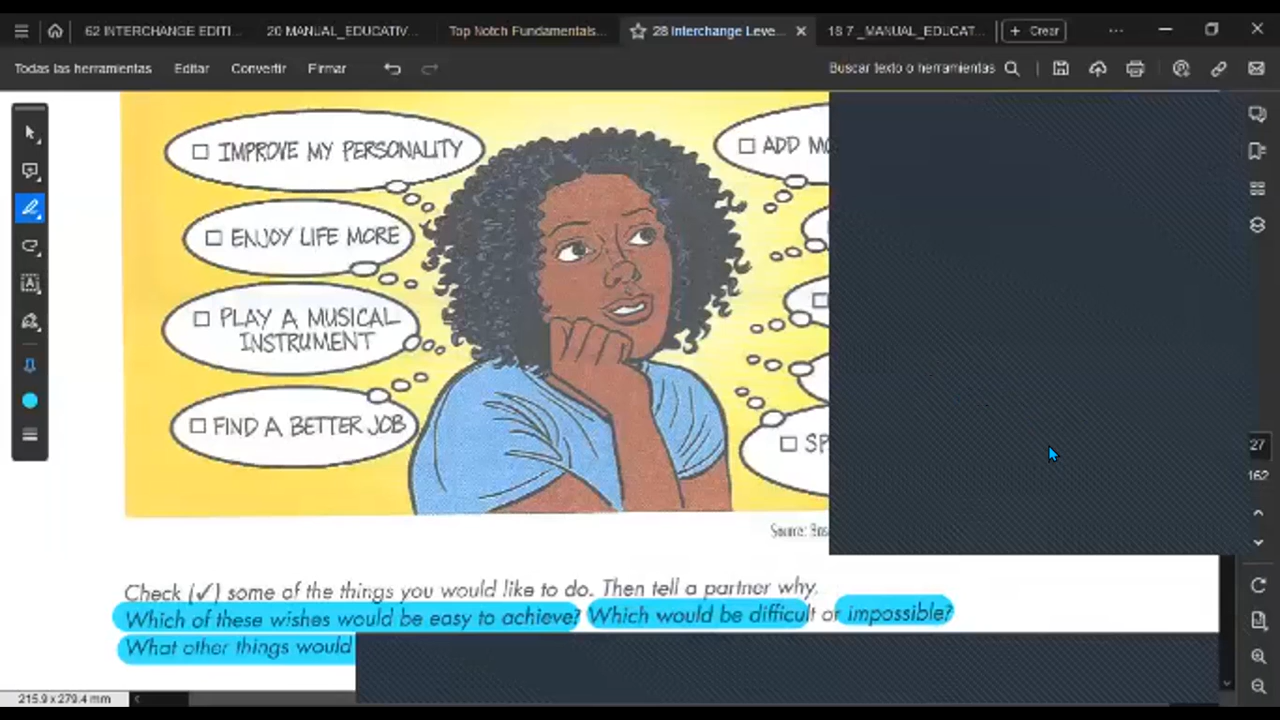 62 INTERCHANGE EDITI...
20 MANUAL_EDUCATIV...
Top Notch Fundamentals...
28 Interchange Leve...
18 7 _MANUAL_EDUCAT...
+ Crear
Todas las herramientas
Editar
Convertir
Firmar
Buscar texto o herramientas
IMPROVE MY PERSONALITY
ADD
ENJOY LIFE MORE
PLAY A MUSICAL
INSTRUMENT
FIND A BETTER JOB
Source:
Check (✓) some of the things you would like to do. Then tell a partner why.
Which of these wishes would be easy to achieve? Which would be difficult or impossible?
What other things would
27
162
215.9 x 279.4 mm